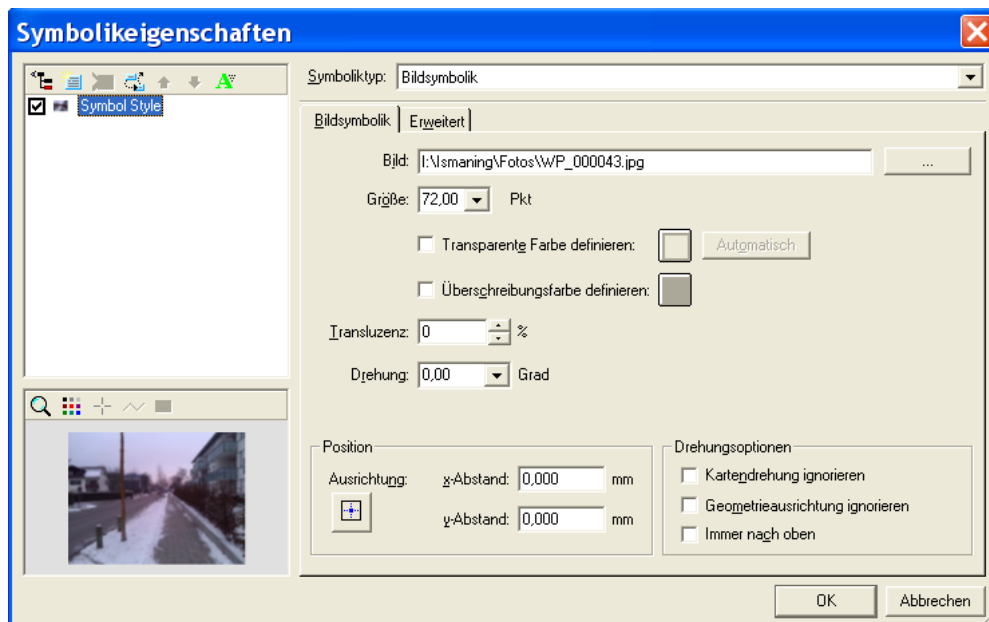 Symbolikeigenschaften
Symboliktyp: Bildsymbolik
Symbol Style
Bildsymbolik Erweitert
Bild: I:\Ismaning\Fotos\WP_000043.jpg ...
Größe: 72,00 Pkt
Transparente Farbe definieren: Automatisch
Überschreibungsfarbe definieren:
Transluzenz: 0 %
Drehung: 0,00 Grad
Position
Ausrichtung: x-Abstand: 0,000 mm
y-Abstand: 0,000 mm
Drehungsoptionen
Kartendrehung ignorieren
Geometrieausrichtung ignorieren
Immer nach oben
OK Abbrechen